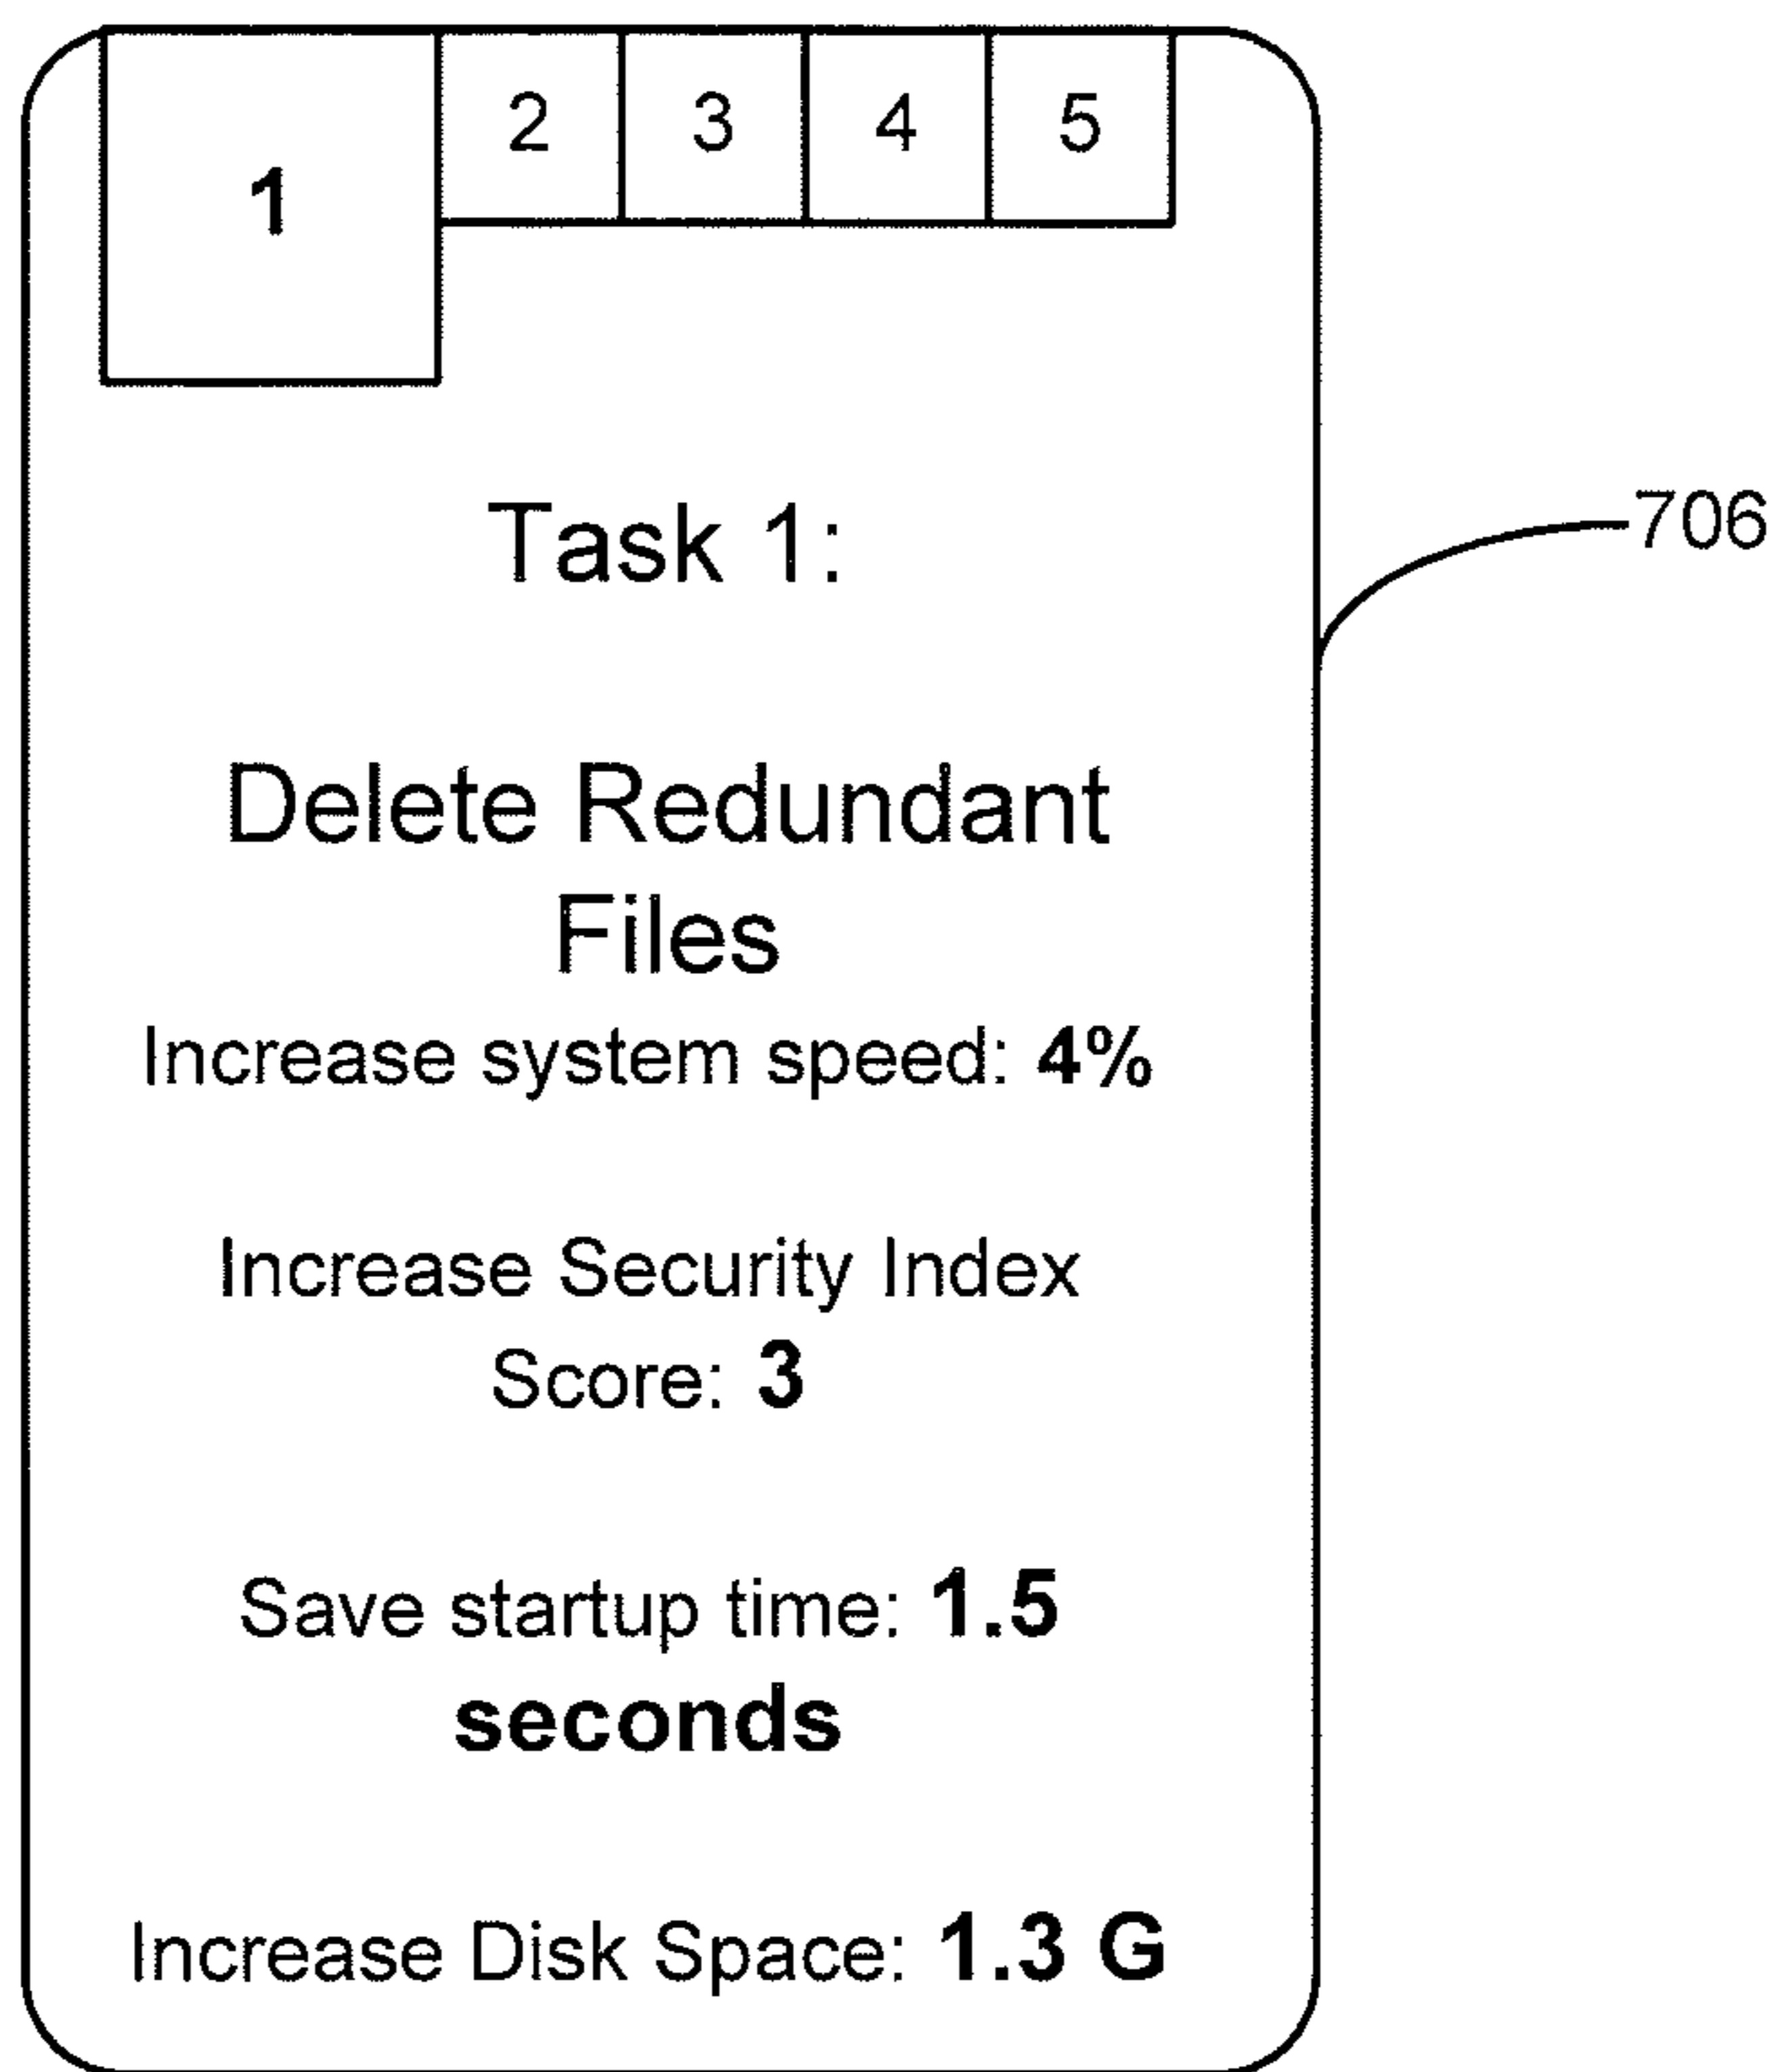 1 2 3 4 5
Task 1:
706
Delete Redundant
Files
Increase system speed: 4%
Increase Security Index
Score: 3
Save startup time: 1.5
seconds
Increase Disk Space: 1.3 G